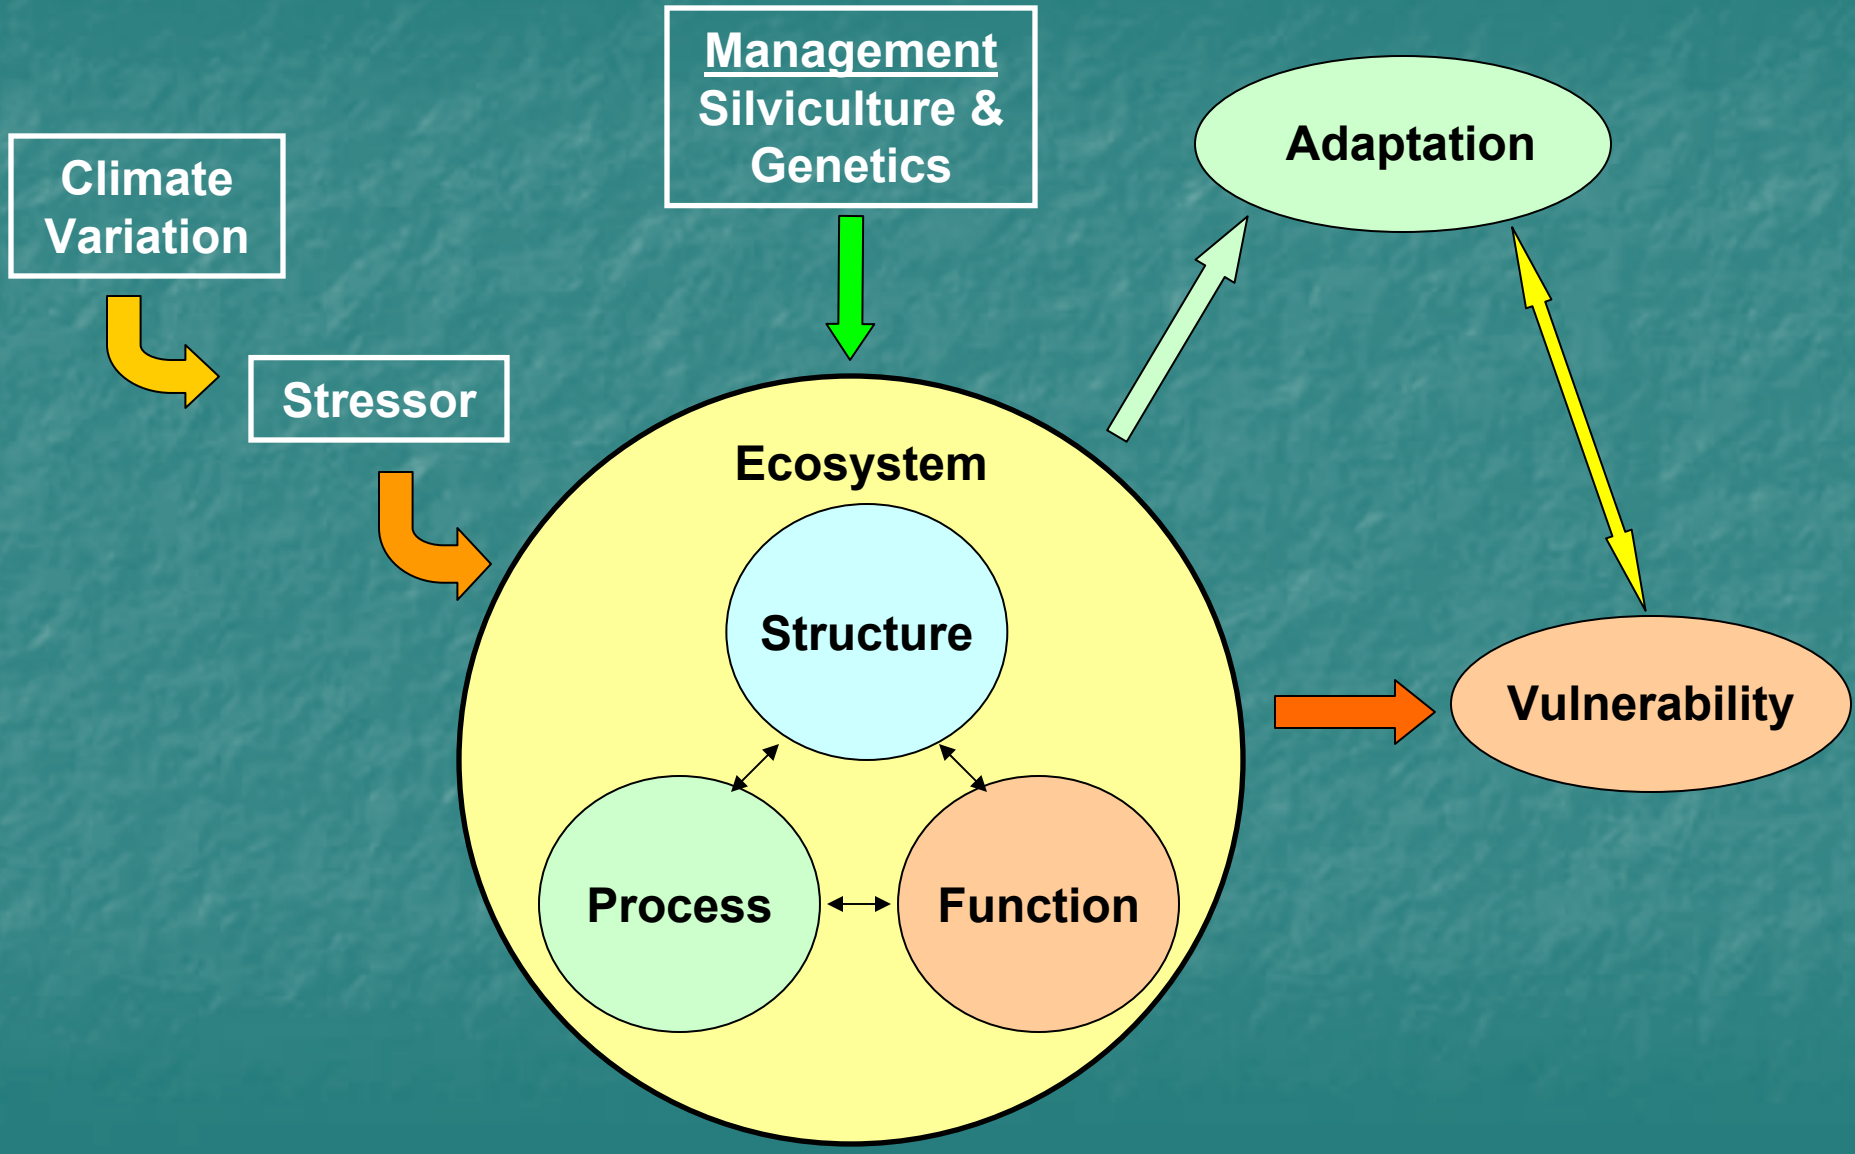 Management
Silviculture &
Genetics
Adaptation
Climate
Variation
Stressor
Ecosystem
Structure
Vulnerability
Process
Function